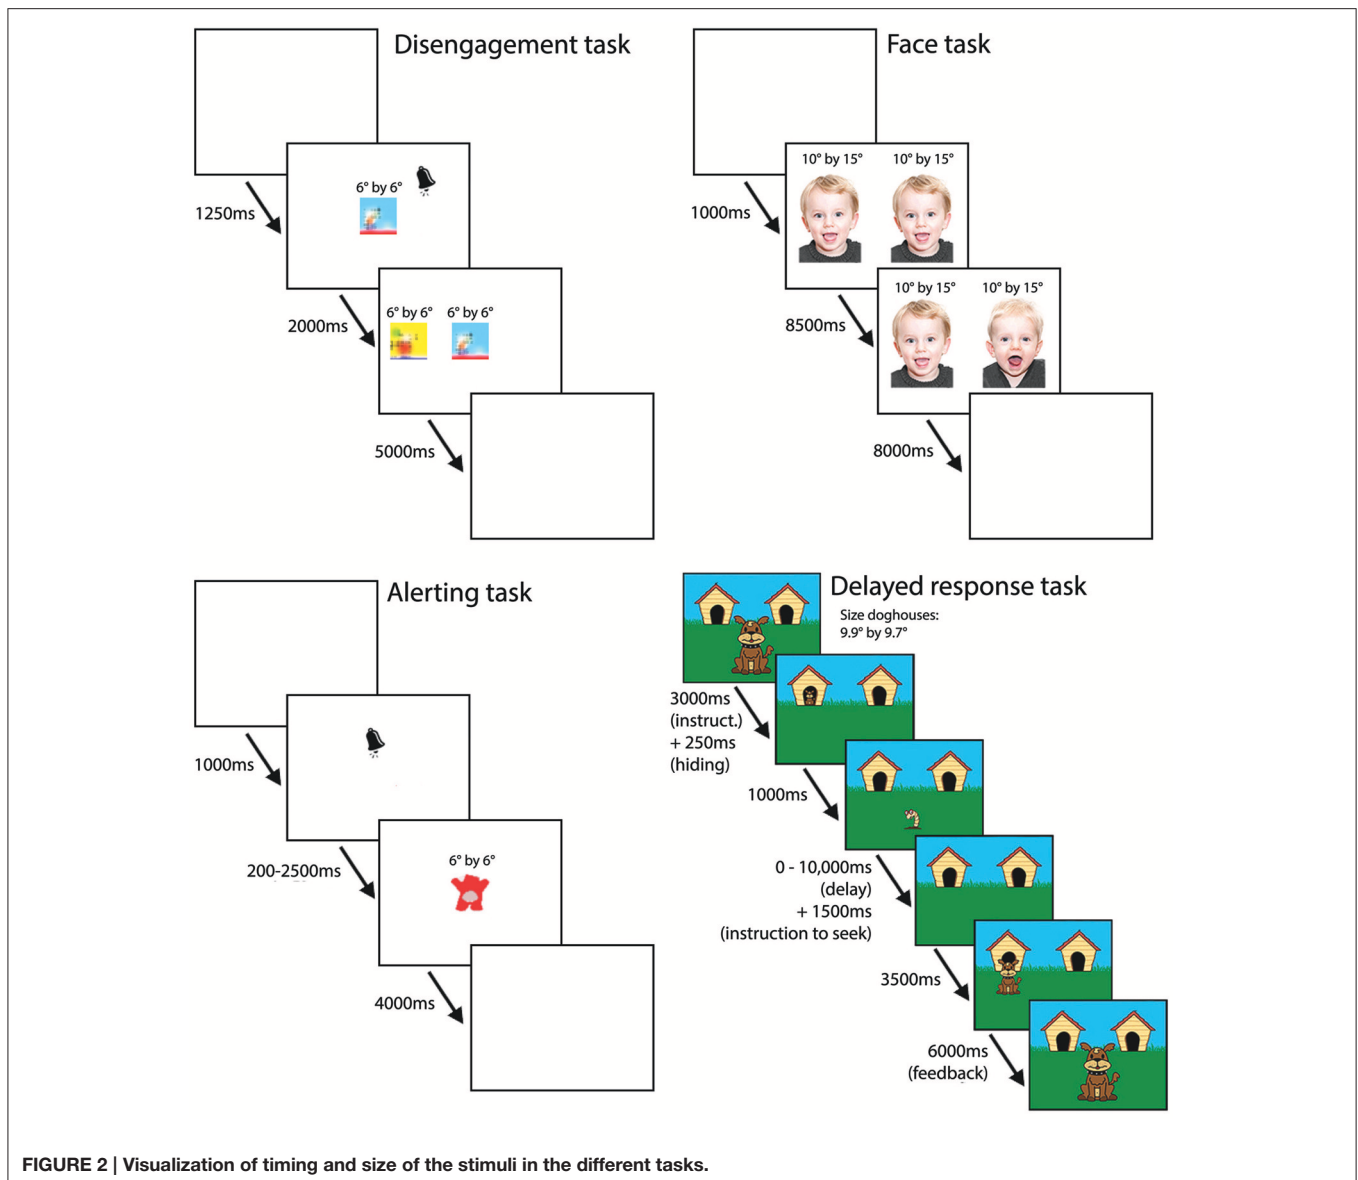 Disengagement task
6° by 6°
1250ms
6° by 6° 6° by 6°
2000ms
5000ms
Face task
10° by 15° 10° by 15°
1000ms
10° by 15° 10° by 15°
8500ms
8000ms
Alerting task
1000ms
6° by 6°
200-2500ms
4000ms
Delayed response task
Size doghouses:
9.9° by 9.7°
3000ms
(instruct.)
+ 250ms
(hiding)
1000ms
0 - 10,000ms
(delay)
+ 1500ms
(instruction to seek)
3500ms
6000ms
(feedback)
FIGURE 2 | Visualization of timing and size of the stimuli in the different tasks.